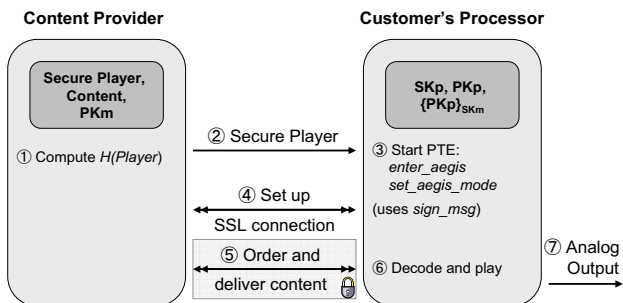 Content Provider
Customer's Processor
Secure Player,
Content,
PKm
SKp, PKp,
{PKp}SKm
① Compute H(Player)
② Secure Player
③ Start PTE:
enter_aegis
set_aegis_mode
(uses sign_msg)
④ Set up
SSL connection
⑤ Order and
deliver content
⑥ Decode and play
⑦ Analog
Output